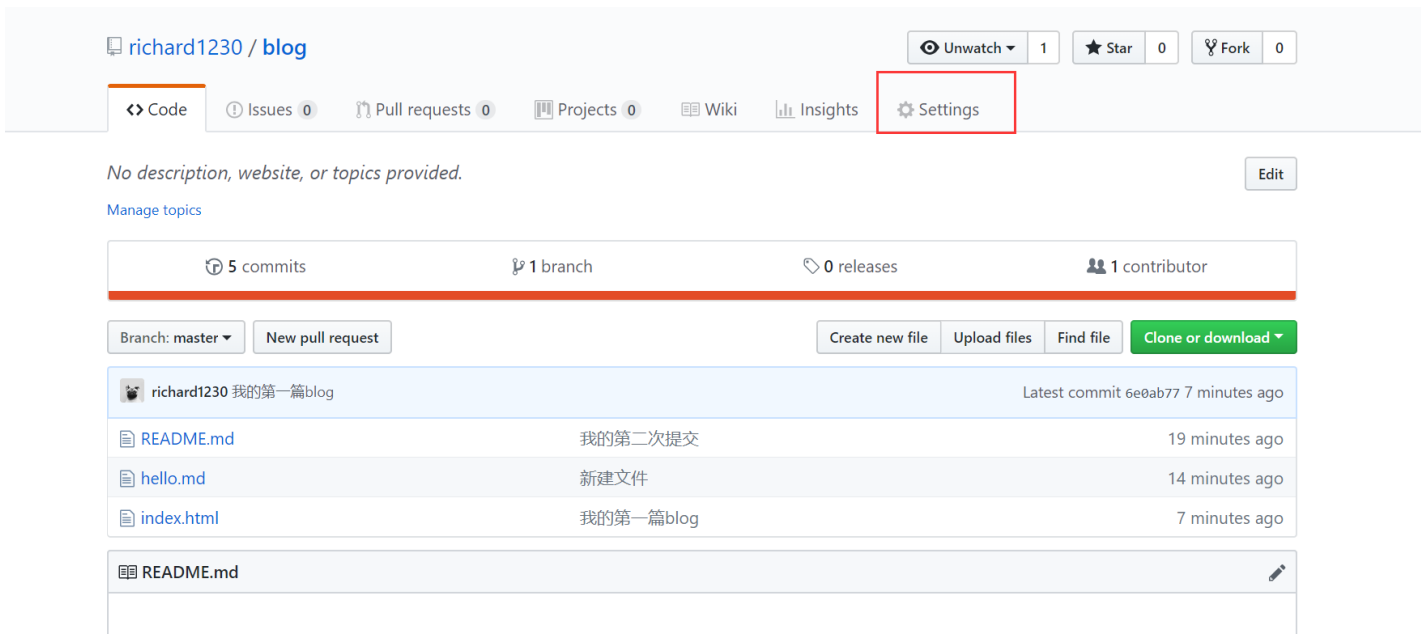 richard1230 / blog Unwatch 1 Star 0 Fork 0
Code Issues 0 Pull requests 0 Projects 0 Wiki Insights Settings
No description, website, or topics provided. Edit
Manage topics
5 commits 1 branch 0 releases 1 contributor
Branch: master New pull request Create new file Upload files Find file Clone or download
richard1230 我的第一篇blog Latest commit 6e0ab77 7 minutes ago
README.md 我的第二次提交 19 minutes ago
hello.md 新建文件 14 minutes ago
index.html 我的第一篇blog 7 minutes ago
README.md